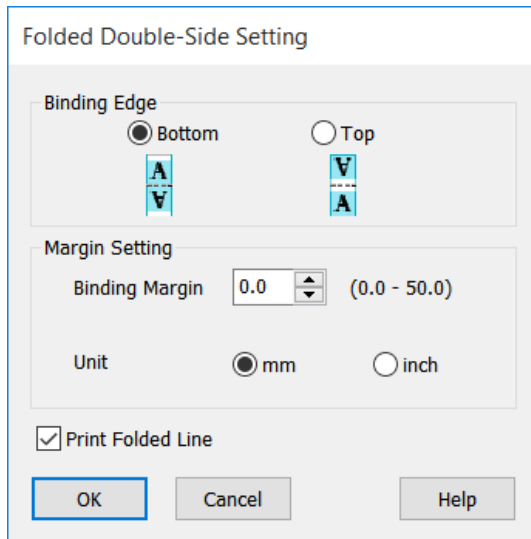 Folded Double-Side Setting
Binding Edge
Bottom Top
A A
A A
Margin Setting
Binding Margin 0.0 (0.0 - 50.0)
Unit mm inch
Print Folded Line
OK Cancel Help